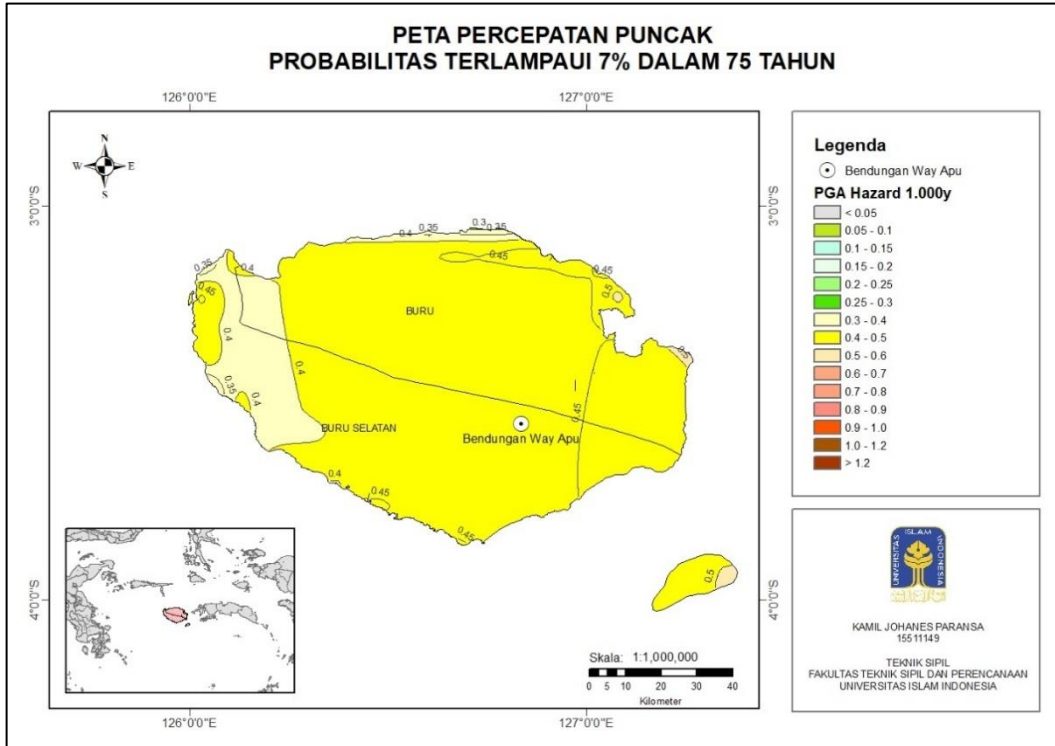 PETA PERCEPATAN PUNCAK
PROBABILITAS TERLAMPAUI 7% DALAM 75 TAHUN
126°0'0"E
127°0'0"E
N
W E
S
3°0'0"S
3°0'0"S
0.3
0.35
0.35
0.4
0.35
0.4
0.45
0.45
0.45
0.5
BURU
0.4
0.4
0.5
0.35
0.4
0.45
BURU SELATAN
Bendungan Way Apu
0.4
0.45
0.45
0.5
4°0'0"S
4°0'0"S
Skala: 1:1,000,000
0 5 10 20 30 40
Kilometer
126°0'0"E
127°0'0"E
Legenda
Bendungan Way Apu
PGA Hazard 1.000y
< 0.05
0.05 - 0.1
0.1 - 0.15
0.15 - 0.2
0.2 - 0.25
0.25 - 0.3
0.3 - 0.4
0.4 - 0.5
0.5 - 0.6
0.6 - 0.7
0.7 - 0.8
0.8 - 0.9
0.9 - 1.0
1.0 - 1.2
> 1.2
UNIVERSITAS ISLAM INDONESIA
KAMIL JOHANES PARANSA
15511149
TEKNIK SIPIL
FAKULTAS TEKNIK SIPIL DAN PERENCANAAN
UNIVERSITAS ISLAM INDONESIA